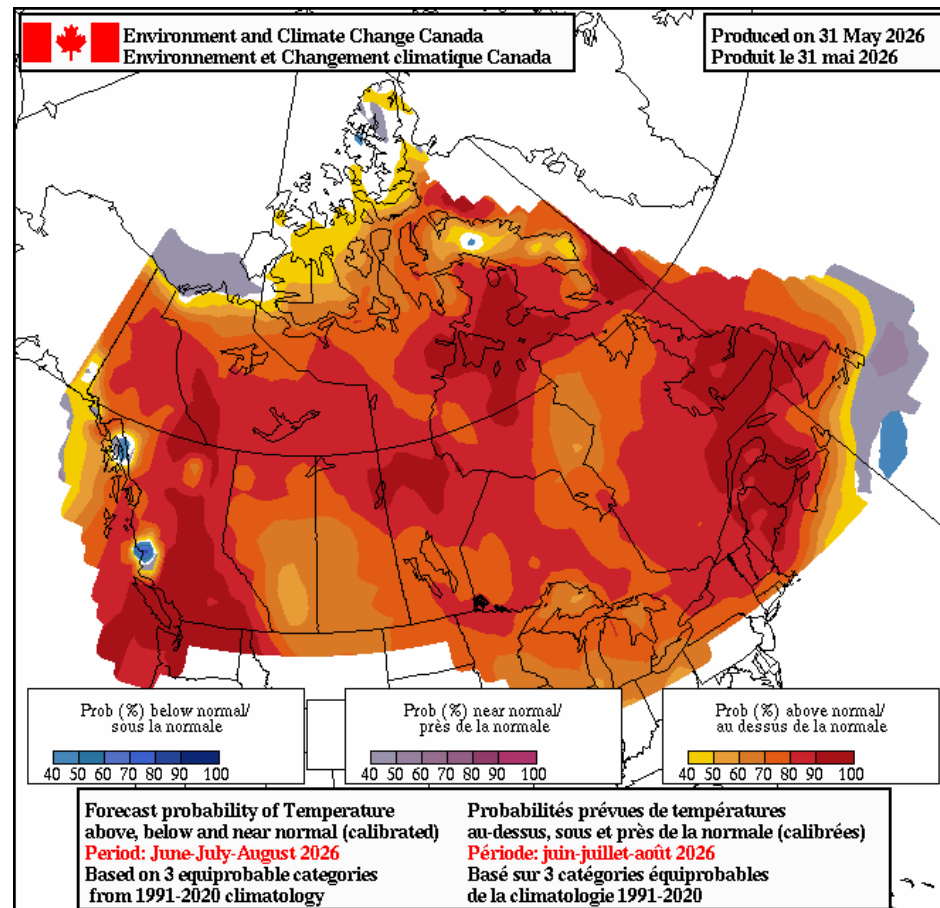 Environment and Climate Change Canada
Environnement et Changement climatique Canada
Produced on 31 May 2026
Produit le 31 mai 2026
Prob (%) below normal/
sous la normale
40 50 60 70 80 90 100
Prob (%) near normal/
près de la normale
40 50 60 70 80 90 100
Prob (%) above normal/
au dessus de la normale
40 50 60 70 80 90 100
Forecast probability of Temperature
above, below and near normal (calibrated)
Period: June-July-August 2026
Based on 3 equiprobable categories
from 1991-2020 climatology
Probabilités prévues de températures
au-dessus, sous et près de la normale (calibrées)
Période: juin-juillet-août 2026
Basé sur 3 catégories équiprobables
de la climatologie 1991-2020